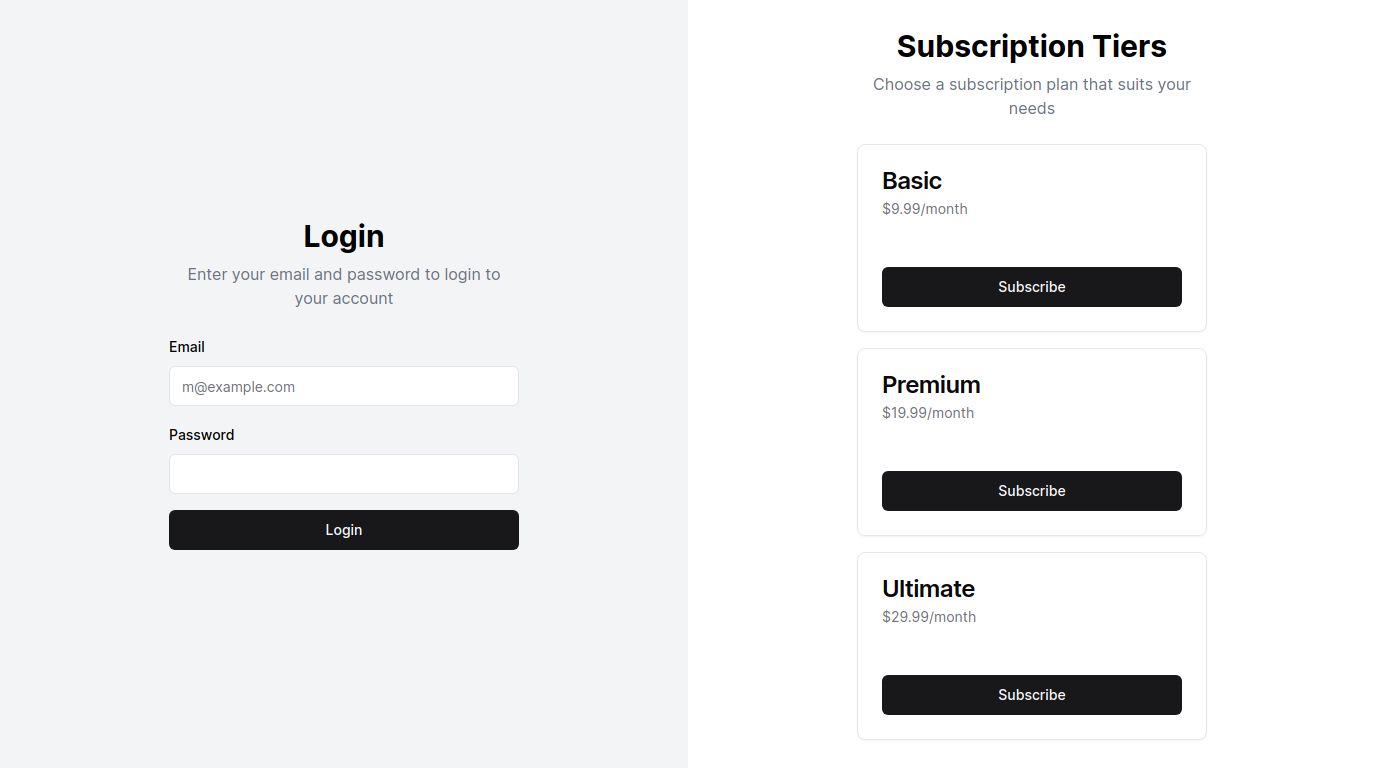 Login
Enter your email and password to login to
your account
Email
m@example.com
Password
Login
Subscription Tiers
Choose a subscription plan that suits your
needs
Basic
$9.99/month
Subscribe
Premium
$19.99/month
Subscribe
Ultimate
$29.99/month
Subscribe